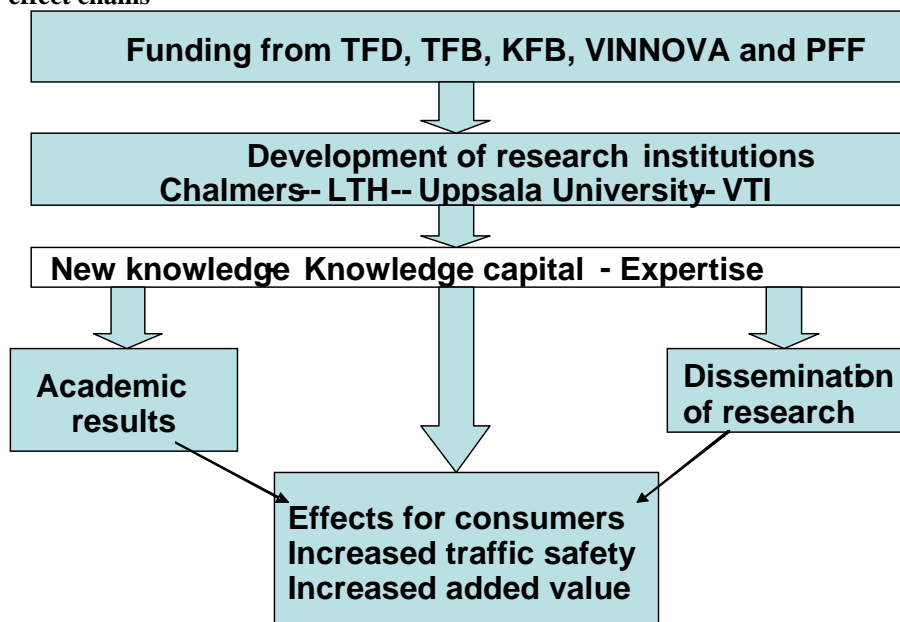 effect chains
Funding from TFD, TFB, KFB, VINNOVA and PFF
Development of research institutions
Chalmers-- LTH-- Uppsala University-- VTI
New knowledge - Knowledge capital - Expertise
Academic
results
Dissemination
of research
Effects for consumers
Increased traffic safety
Increased added value